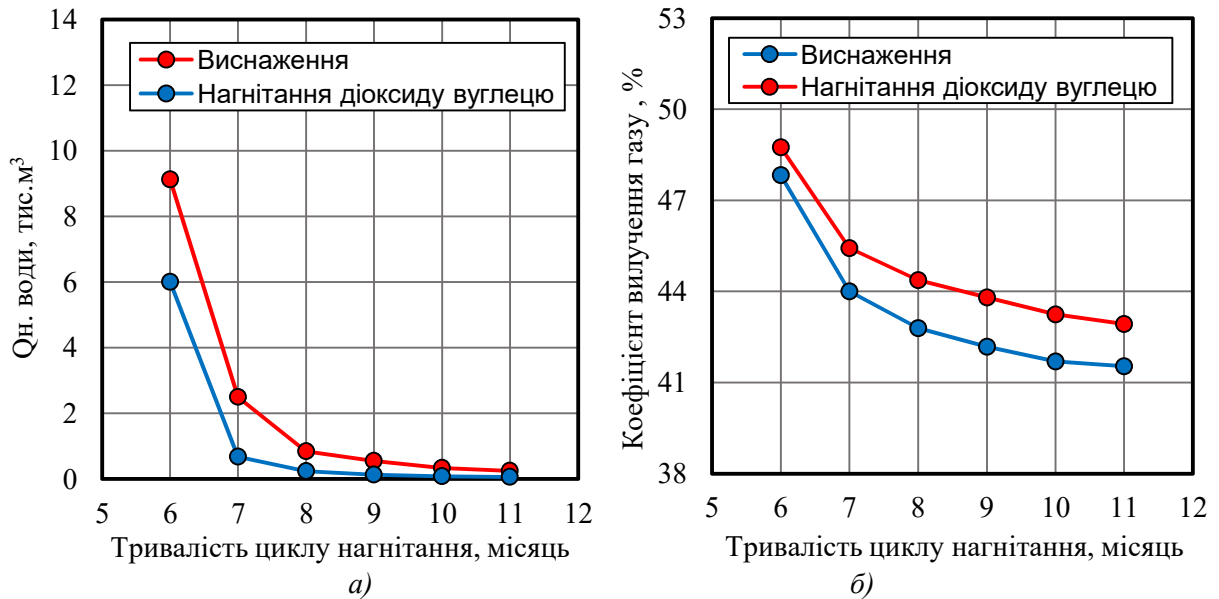 Qн. води, тис.м³
14
12
10
8
6
4
2
0
Виснаження
Нагнітання діоксиду вуглецю
5 6 7 8 9 10 11 12
Тривалість циклу нагнітання, місяць
а)
Коефіцієнт вилучення газу , %
53
50
47
44
41
38
Виснаження
Нагнітання діоксиду вуглецю
5 6 7 8 9 10 11 12
Тривалість циклу нагнітання, місяць
б)